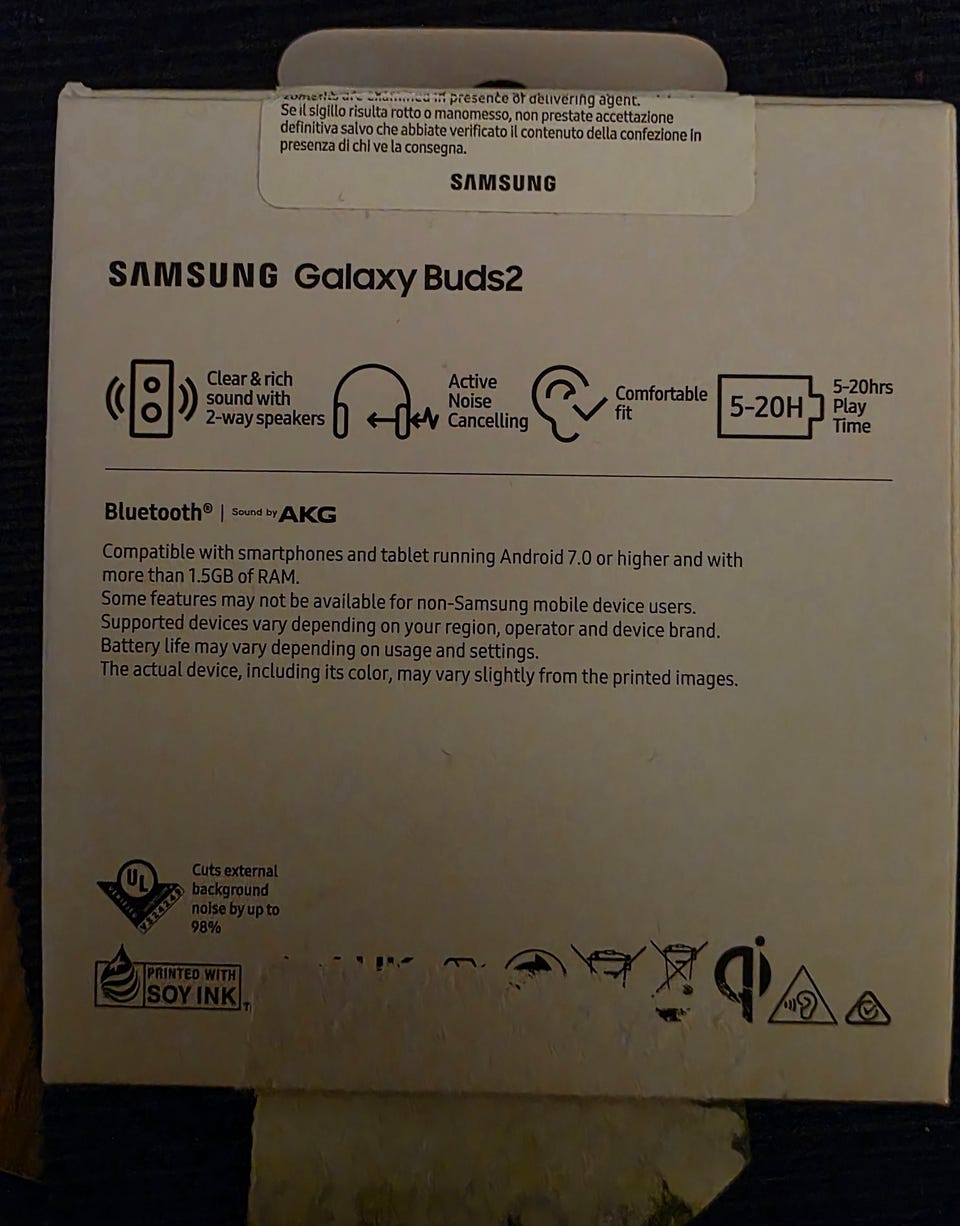 presence of delivering agent.
Se il sigillo risulta rotto o manomesso, non prestate accettazione
definitiva salvo che abbiate verificato il contenuto della confezione in
presenza di chi ve la consegna.
SAMSUNG
SAMSUNG Galaxy Buds2
Clear & rich
sound with
2-way speakers
Active
Noise
Cancelling
Comfortable
fit
5-20H
5-20hrs
Play
Time
Bluetooth® | Sound by AKG
Compatible with smartphones and tablet running Android 7.0 or higher and with
more than 1.5GB of RAM.
Some features may not be available for non-Samsung mobile device users.
Supported devices vary depending on your region, operator and device brand.
Battery life may vary depending on usage and settings.
The actual device, including its color, may vary slightly from the printed images.
UL
VERIFIED
Cuts external
background
noise by up to
98%
PRINTED WITH
SOY INK
qi